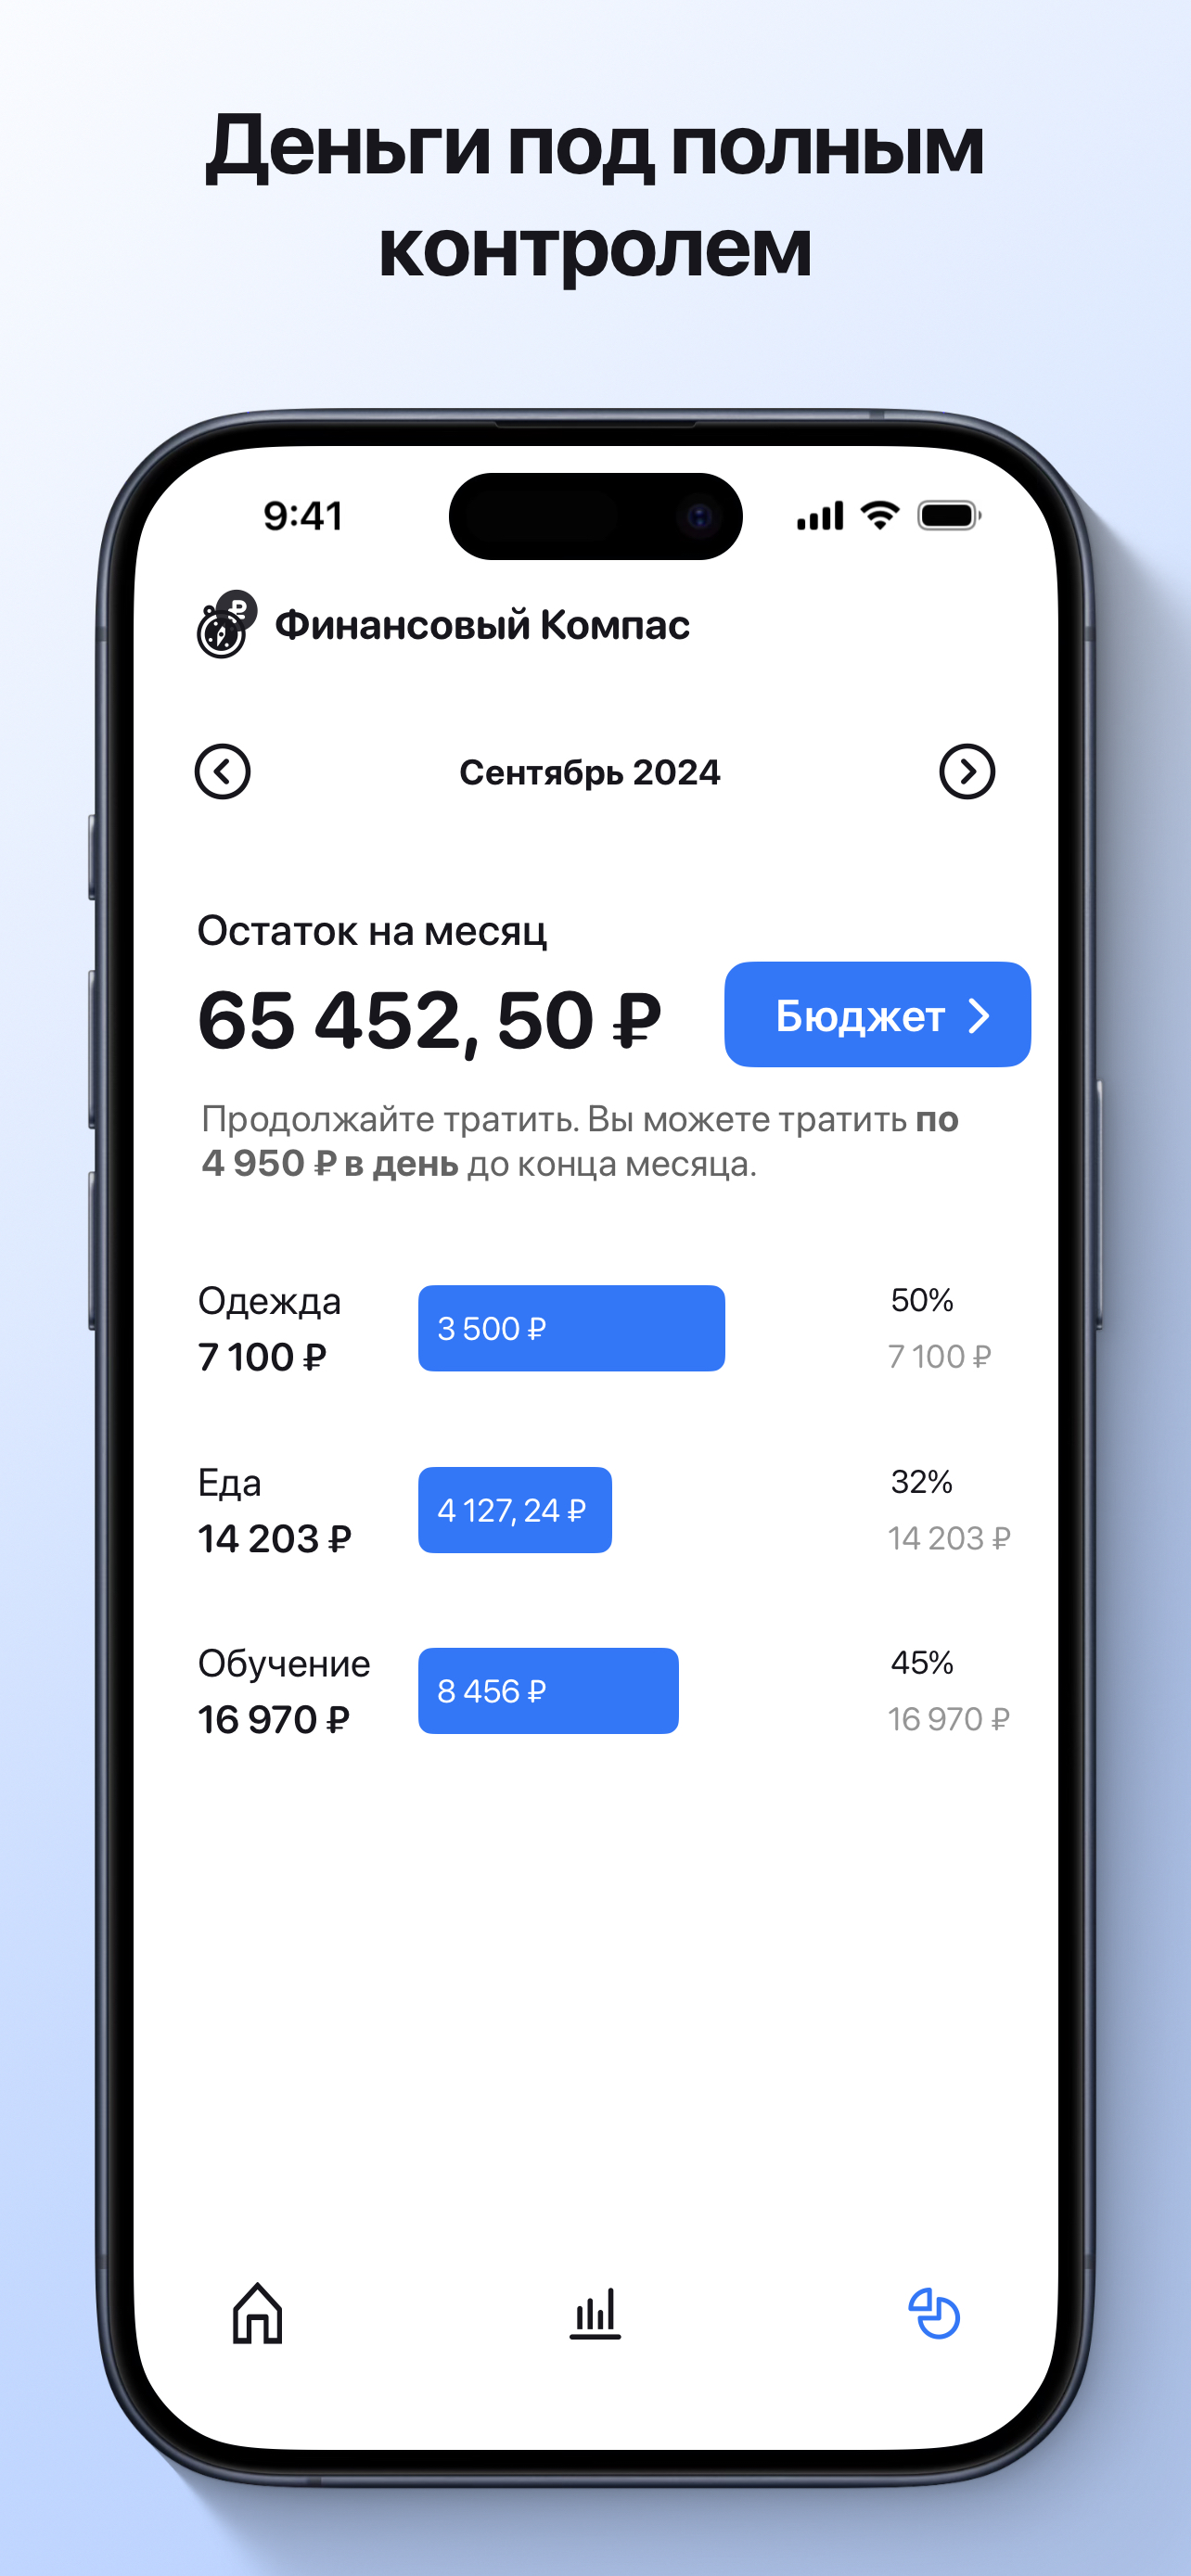 Деньги под полным
контролем
9:41
₽
Финансовый Компас
Сентябрь 2024
Остаток на месяц
65 452, 50 ₽
Бюджет
Продолжайте тратить. Вы можете тратить по
4 950 ₽ в день до конца месяца.
Одежда
7 100 ₽
3 500 ₽
50%
7 100 ₽
Еда
14 203 ₽
4 127, 24 ₽
32%
14 203 ₽
Обучение
16 970 ₽
8 456 ₽
45%
16 970 ₽